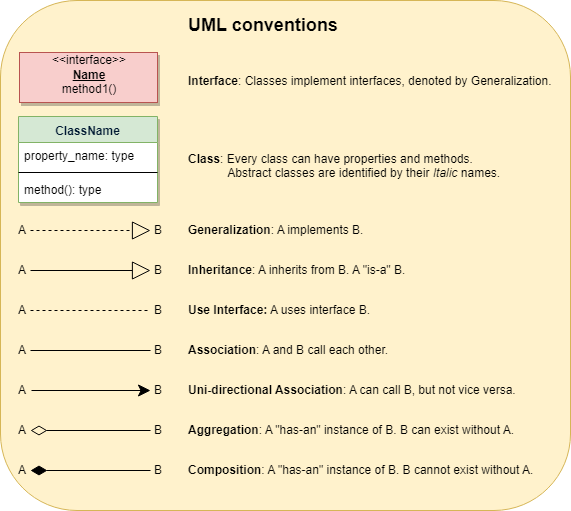 UML conventions
<<interface>>
Name
method1()
Interface: Classes implement interfaces, denoted by Generalization.
ClassName
property_name: type
method(): type
Class: Every class can have properties and methods.
Abstract classes are identified by their Italic names.
A B Generalization: A implements B.
A B Inheritance: A inherits from B. A "is-a" B.
A B Use Interface: A uses interface B.
A B Association: A and B call each other.
A B Uni-directional Association: A can call B, but not vice versa.
A B Aggregation: A "has-an" instance of B. B can exist without A.
A B Composition: A "has-an" instance of B. B cannot exist without A.